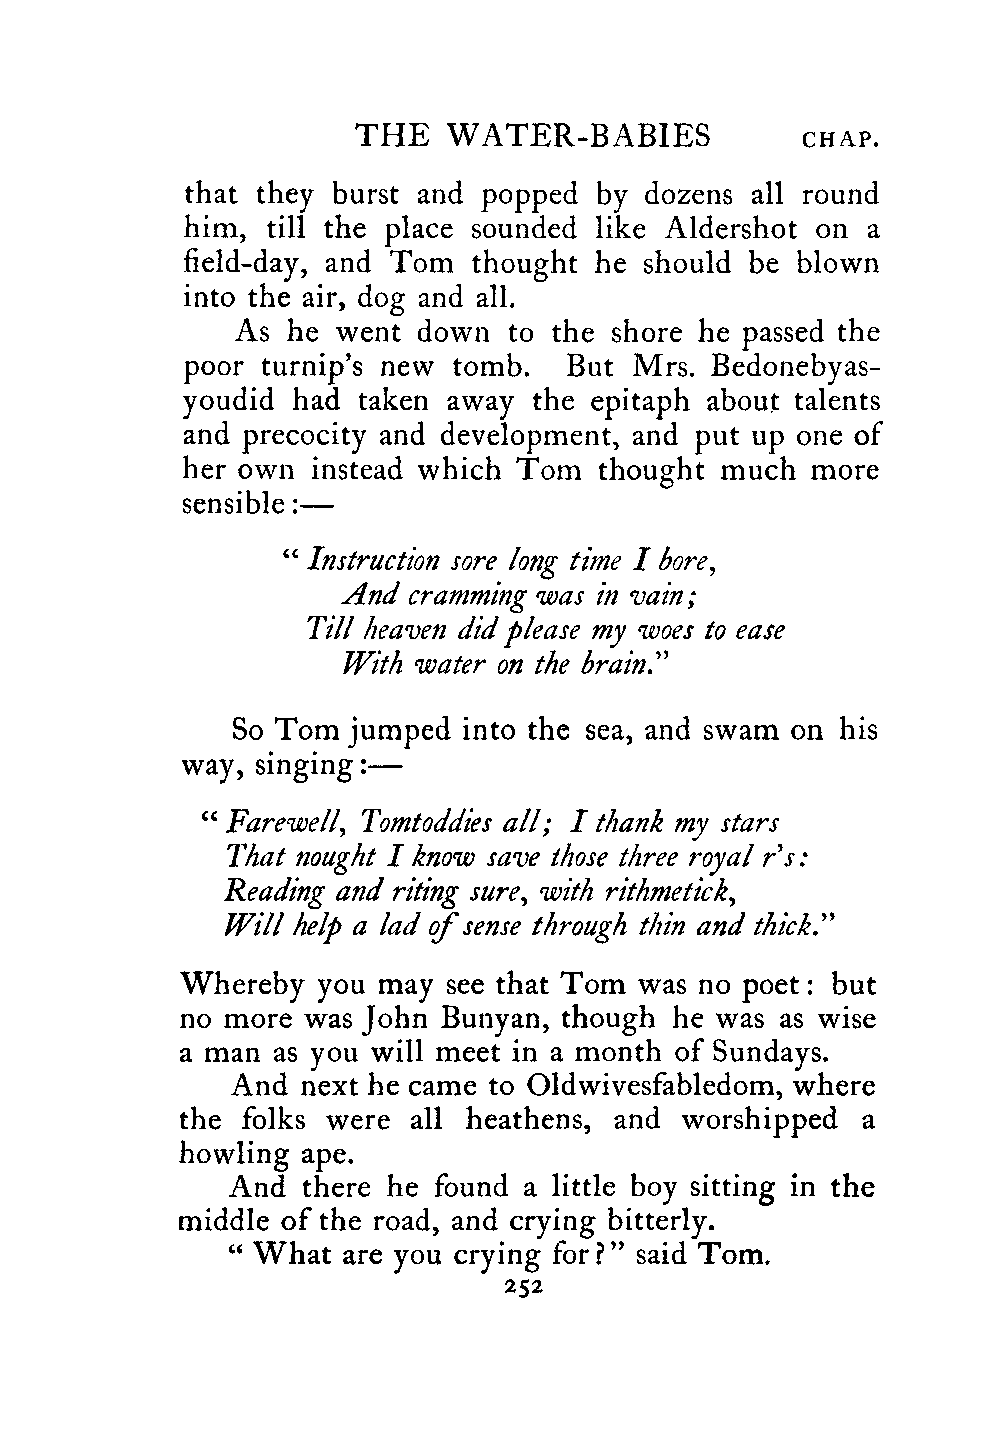 THE WATER-BABIES CHAP.
that they burst and popped by dozens all round
him, till the place sounded like Aldershot on a
field-day, and Tom thought he should be blown
into the air, dog and all.
As he went down to the shore he passed the
poor turnip's new tomb. But Mrs. Bedonebyas-
youdid had taken away the epitaph about talents
and precocity and development, and put up one of
her own instead which Tom thought much more
sensible :—
“ Instruction sore long time I bore,
And cramming was in vain;
Till heaven did please my woes to ease
With water on the brain.”
So Tom jumped into the sea, and swam on his
way, singing :—
“ Farewell, Tomtoddies all; I thank my stars
That nought I know save those three royal r's:
Reading and riting sure, with rithmetick,
Will help a lad of sense through thin and thick.”
Whereby you may see that Tom was no poet : but
no more was John Bunyan, though he was as wise
a man as you will meet in a month of Sundays.
And next he came to Oldwivesfabledom, where
the folks were all heathens, and worshipped a
howling ape.
And there he found a little boy sitting in the
middle of the road, and crying bitterly.
“ What are you crying for?” said Tom.
252